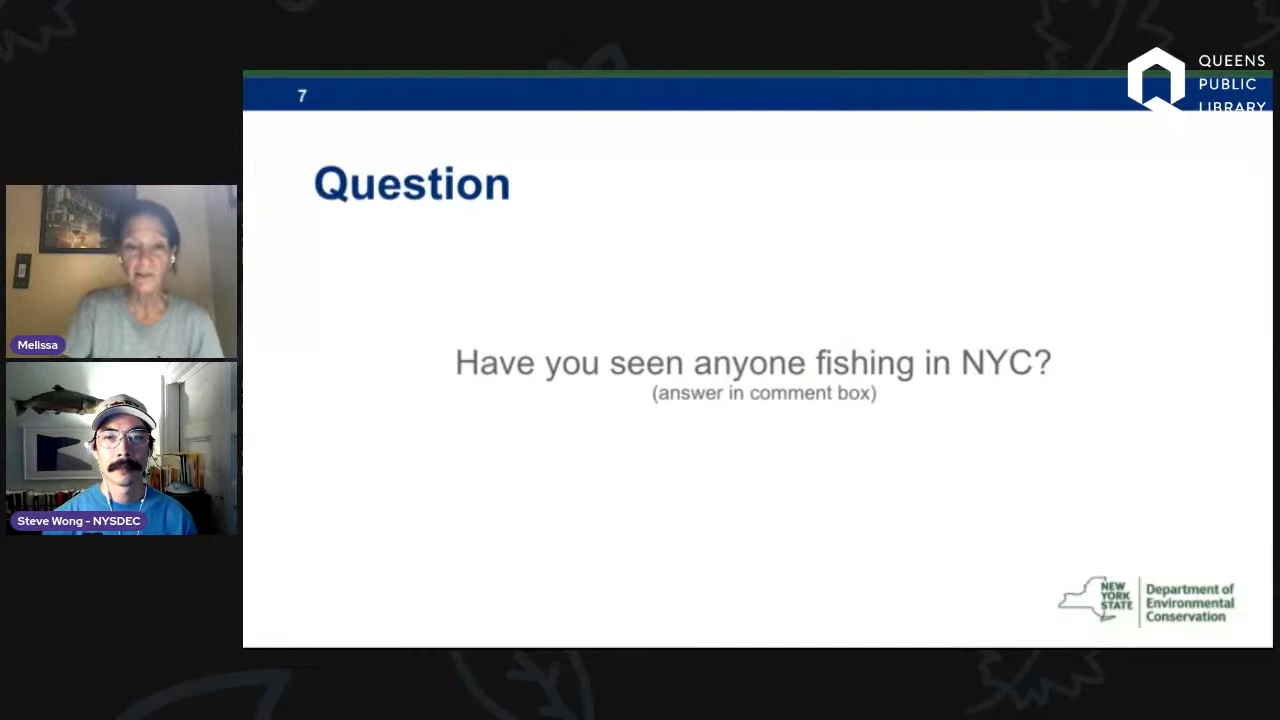 QUEENS
PUBLIC
LIBRARY
7
Question
Have you seen anyone fishing in NYC?
(answer in comment box)
Melissa
Steve Wong - NYSDEC
NEW
YORK
STATE
Department of
Environmental
Conservation